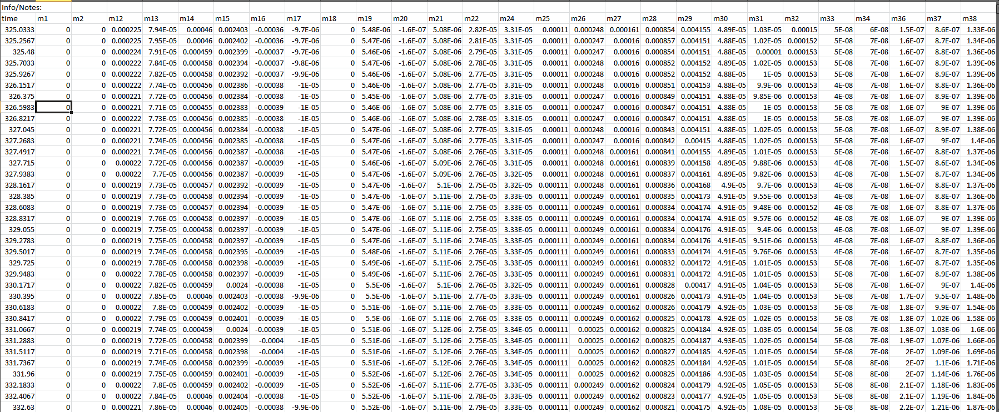 Info/Notes:
time m1 m2 m12 m13 m14 m15 m16 m17 m18 m19 m20 m21 m22 m24 m25 m26 m27 m28 m29 m30 m31 m32 m33 m34 m36 m37 m38
325.0333 0 0 0.000225 7.94E-05 0.00046 0.002403 -0.00036 -9.7E-06 0 5.48E-06 -1.6E-07 5.08E-06 2.82E-05 3.31E-05 0.00011 0.000248 0.000161 0.000854 0.004155 4.89E-05 1.03E-05 0.00015 5E-08 6E-08 1.5E-07 8.6E-07 1.33E-06
325.2567 0 0 0.000225 7.95E-05 0.00046 0.002402 -0.00036 -9.7E-06 0 5.47E-06 -1.6E-07 5.08E-06 2.81E-05 3.31E-05 0.00011 0.000247 0.00016 0.000857 0.004151 4.88E-05 1.02E-05 0.000152 5E-08 7E-08 1.6E-07 8.7E-07 1.34E-06
325.48 0 0 0.000224 7.91E-05 0.000459 0.002399 -0.00037 -9.7E-06 0 5.46E-06 -1.6E-07 5.08E-06 2.79E-05 3.31E-05 0.00011 0.000247 0.00016 0.000854 0.004151 4.88E-05 0.00001 0.000153 5E-08 7E-08 1.6E-07 8.8E-07 1.36E-06
325.7033 0 0 0.000222 7.84E-05 0.000458 0.002394 -0.00037 -9.8E-06 0 5.47E-06 -1.6E-07 5.08E-06 2.78E-05 3.31E-05 0.00011 0.000248 0.00016 0.000852 0.004152 4.89E-05 1.02E-05 0.000153 5E-08 7E-08 1.6E-07 8.9E-07 1.39E-06
325.9267 0 0 0.000222 7.82E-05 0.000458 0.002392 -0.00037 -9.9E-06 0 5.46E-06 -1.6E-07 5.08E-06 2.77E-05 3.31E-05 0.00011 0.000248 0.00016 0.000852 0.004152 4.88E-05 1E-05 0.000153 5E-08 7E-08 1.6E-07 8.9E-07 1.39E-06
326.1517 0 0 0.000222 7.74E-05 0.000456 0.002386 -0.00038 -1E-05 0 5.46E-06 -1.6E-07 5.08E-06 2.77E-05 3.31E-05 0.00011 0.000248 0.00016 0.000851 0.004153 4.88E-05 9.9E-06 0.000153 4E-08 7E-08 1.6E-07 8.8E-07 1.36E-06
326.375 0 0 0.000221 7.72E-05 0.000456 0.002384 -0.00038 -1E-05 0 5.45E-06 -1.6E-07 5.08E-06 2.77E-05 3.31E-05 0.00011 0.000247 0.00016 0.000849 0.004151 4.88E-05 9.85E-06 0.000153 4E-08 7E-08 1.6E-07 8.9E-07 1.39E-06
326.5983 0 0 0.000221 7.71E-05 0.000455 0.002383 -0.00039 -1E-05 0 5.46E-06 -1.6E-07 5.08E-06 2.77E-05 3.31E-05 0.00011 0.000247 0.00016 0.000847 0.004151 4.88E-05 1E-05 0.000153 5E-08 7E-08 1.6E-07 9E-07 1.39E-06
326.8217 0 0 0.000222 7.73E-05 0.000456 0.002385 -0.00038 -1E-05 0 5.46E-06 -1.6E-07 5.08E-06 2.78E-05 3.31E-05 0.00011 0.000247 0.00016 0.000847 0.004151 4.88E-05 1E-05 0.000153 5E-08 7E-08 1.6E-07 9E-07 1.39E-06
327.045 0 0 0.000221 7.72E-05 0.000456 0.002384 -0.00038 -1E-05 0 5.47E-06 -1.6E-07 5.08E-06 2.77E-05 3.31E-05 0.00011 0.000248 0.00016 0.000843 0.004151 4.88E-05 1.02E-05 0.000153 5E-08 7E-08 1.6E-07 8.9E-07 1.38E-06
327.2683 0 0 0.000221 7.74E-05 0.000456 0.002385 -0.00038 -1E-05 0 5.47E-06 -1.6E-07 5.08E-06 2.77E-05 3.31E-05 0.00011 0.000247 0.00016 0.000842 0.00415 4.88E-05 1.02E-05 0.000153 5E-08 7E-08 1.6E-07 9E-07 1.4E-06
327.4917 0 0 0.000221 7.74E-05 0.000456 0.002387 -0.00038 -1E-05 0 5.47E-06 -1.6E-07 5.08E-06 2.76E-05 3.31E-05 0.00011 0.000248 0.000161 0.000841 0.004155 4.89E-05 1.01E-05 0.000153 5E-08 7E-08 1.6E-07 8.8E-07 1.37E-06
327.715 0 0 0.00022 7.72E-05 0.000456 0.002387 -0.00039 -1E-05 0 5.46E-06 -1.6E-07 5.09E-06 2.76E-05 3.31E-05 0.00011 0.000248 0.000161 0.000839 0.004158 4.89E-05 9.88E-06 0.000153 4E-08 7E-08 1.5E-07 8.6E-07 1.34E-06
327.9383 0 0 0.00022 7.7E-05 0.000456 0.002387 -0.00039 -1E-05 0 5.47E-06 -1.6E-07 5.09E-06 2.76E-05 3.32E-05 0.00011 0.000248 0.000161 0.000837 0.004161 4.89E-05 9.82E-06 0.000153 4E-08 7E-08 1.5E-07 8.7E-07 1.34E-06
328.1617 0 0 0.000219 7.73E-05 0.000457 0.002392 -0.00039 -1E-05 0 5.47E-06 -1.6E-07 5.1E-06 2.75E-05 3.32E-05 0.000111 0.000248 0.000161 0.000836 0.004168 4.9E-05 9.7E-06 0.000153 4E-08 7E-08 1.6E-07 8.8E-07 1.37E-06
328.385 0 0 0.000219 7.73E-05 0.000458 0.002394 -0.00039 -1E-05 0 5.47E-06 -1.6E-07 5.11E-06 2.75E-05 3.33E-05 0.000111 0.000249 0.000161 0.000835 0.004173 4.91E-05 9.55E-06 0.000153 4E-08 7E-08 1.6E-07 8.8E-07 1.36E-06
328.6083 0 0 0.000219 7.73E-05 0.000457 0.002394 -0.00039 -1E-05 0 5.47E-06 -1.6E-07 5.11E-06 2.75E-05 3.33E-05 0.000111 0.000249 0.000161 0.000834 0.004174 4.91E-05 9.48E-06 0.000152 4E-08 7E-08 1.6E-07 8.8E-07 1.37E-06
328.8317 0 0 0.000219 7.76E-05 0.000458 0.002397 -0.00039 -1E-05 0 5.47E-06 -1.6E-07 5.11E-06 2.75E-05 3.33E-05 0.000111 0.000249 0.000161 0.000834 0.004174 4.91E-05 9.57E-06 0.000152 4E-08 7E-08 1.6E-07 9E-07 1.39E-06
329.055 0 0 0.000219 7.75E-05 0.000458 0.002397 -0.00039 -1E-05 0 5.47E-06 -1.6E-07 5.11E-06 2.75E-05 3.33E-05 0.000111 0.000249 0.000161 0.000834 0.004176 4.91E-05 9.4E-06 0.000153 4E-08 7E-08 1.6E-07 9E-07 1.39E-06
329.2783 0 0 0.000219 7.75E-05 0.000458 0.002397 -0.00039 -1E-05 0 5.47E-06 -1.6E-07 5.11E-06 2.74E-05 3.33E-05 0.000111 0.000249 0.000161 0.000834 0.004176 4.91E-05 9.51E-06 0.000153 4E-08 7E-08 1.6E-07 8.8E-07 1.36E-06
329.5017 0 0 0.000219 7.74E-05 0.000458 0.002395 -0.00039 -1E-05 0 5.48E-06 -1.6E-07 5.11E-06 2.76E-05 3.33E-05 0.000111 0.000249 0.000161 0.000833 0.004174 4.91E-05 9.76E-06 0.000153 4E-08 7E-08 1.6E-07 8.7E-07 1.35E-06
329.725 0 0 0.000219 7.78E-05 0.000458 0.002398 -0.00039 -1E-05 0 5.49E-06 -1.6E-07 5.11E-06 2.75E-05 3.33E-05 0.000111 0.000249 0.000161 0.000832 0.004172 4.91E-05 1.01E-05 0.000153 5E-08 7E-08 1.6E-07 8.7E-07 1.35E-06
329.9483 0 0 0.00022 7.78E-05 0.000458 0.002397 -0.00039 -1E-05 0 5.49E-06 -1.6E-07 5.11E-06 2.76E-05 3.33E-05 0.000111 0.000249 0.000161 0.000831 0.004172 4.91E-05 1.01E-05 0.000153 5E-08 7E-08 1.6E-07 8.9E-07 1.38E-06
330.1717 0 0 0.00022 7.82E-05 0.000459 0.0024 -0.00038 -1E-05 0 5.5E-06 -1.6E-07 5.1E-06 2.76E-05 3.32E-05 0.000111 0.000249 0.000161 0.000828 0.00417 4.91E-05 1.04E-05 0.000153 5E-08 7E-08 1.6E-07 9E-07 1.4E-06
330.395 0 0 0.00022 7.85E-05 0.00046 0.002403 -0.00038 -9.9E-06 0 5.5E-06 -1.6E-07 5.11E-06 2.77E-05 3.33E-05 0.000111 0.000249 0.000161 0.000826 0.004173 4.91E-05 1.04E-05 0.000153 5E-08 7E-08 1.7E-07 9.5E-07 1.48E-06
330.6183 0 0 0.00022 7.8E-05 0.000459 0.002402 -0.00039 -1E-05 0 5.51E-06 -1.6E-07 5.11E-06 2.76E-05 3.33E-05 0.000111 0.000249 0.000162 0.000826 0.004179 4.92E-05 1.03E-05 0.000153 5E-08 7E-08 1.8E-07 9.9E-07 1.54E-06
330.8417 0 0 0.00022 7.79E-05 0.000459 0.002401 -0.00039 -1E-05 0 5.5E-06 -1.6E-07 5.11E-06 2.76E-05 3.33E-05 0.000111 0.000249 0.000162 0.000825 0.004178 4.92E-05 1.02E-05 0.000153 5E-08 7E-08 1.8E-07 1.02E-06 1.58E-06
331.0667 0 0 0.000219 7.74E-05 0.000459 0.0024 -0.00039 -1E-05 0 5.51E-06 -1.6E-07 5.12E-06 2.75E-05 3.34E-05 0.000111 0.00025 0.000162 0.000825 0.004184 4.92E-05 1.03E-05 0.000154 5E-08 7E-08 1.8E-07 1.03E-06 1.6E-06
331.2883 0 0 0.000219 7.72E-05 0.000458 0.002399 -0.0004 -1E-05 0 5.51E-06 -1.6E-07 5.12E-06 2.75E-05 3.34E-05 0.000111 0.00025 0.000162 0.000825 0.004187 4.93E-05 1.02E-05 0.000154 5E-08 7E-08 1.9E-07 1.07E-06 1.66E-06
331.5117 0 0 0.000219 7.71E-05 0.000458 0.002398 -0.0004 -1E-05 0 5.51E-06 -1.6E-07 5.12E-06 2.76E-05 3.34E-05 0.000111 0.00025 0.000162 0.000827 0.004185 4.92E-05 1.01E-05 0.000154 5E-08 7E-08 2E-07 1.09E-06 1.69E-06
331.7367 0 0 0.000219 7.74E-05 0.000458 0.002399 -0.00039 -1E-05 0 5.51E-06 -1.6E-07 5.12E-06 2.76E-05 3.34E-05 0.000111 0.00025 0.000162 0.000825 0.004184 4.92E-05 1.01E-05 0.000154 5E-08 8E-08 2E-07 1.1E-06 1.71E-06
331.96 0 0 0.000219 7.75E-05 0.000459 0.002401 -0.00039 -1E-05 0 5.52E-06 -1.6E-07 5.12E-06 2.76E-05 3.34E-05 0.000111 0.00025 0.000162 0.000825 0.004186 4.93E-05 1.03E-05 0.000154 5E-08 8E-08 2E-07 1.14E-06 1.76E-06
332.1833 0 0 0.00022 7.8E-05 0.000459 0.002402 -0.00039 -1E-05 0 5.52E-06 -1.6E-07 5.11E-06 2.77E-05 3.33E-05 0.000111 0.000249 0.000162 0.000824 0.004179 4.92E-05 1.05E-05 0.000153 5E-08 8E-08 2.1E-07 1.18E-06 1.83E-06
332.4067 0 0 0.00022 7.84E-05 0.00046 0.002404 -0.00038 -1E-05 0 5.52E-06 -1.6E-07 5.11E-06 2.78E-05 3.33E-05 0.000111 0.000249 0.000162 0.000823 0.004177 4.92E-05 1.05E-05 0.000153 5E-08 8E-08 2.1E-07 1.19E-06 1.84E-06
332.63 0 0 0.000221 7.86E-05 0.00046 0.002405 -0.00038 -9.9E-06 0 5.52E-06 -1.6E-07 5.11E-06 2.79E-05 3.33E-05 0.000111 0.000249 0.000162 0.000821 0.004175 4.92E-05 1.08E-05 0.000153 5E-08 8E-08 2.2E-07 1.21E-06 1.87E-06